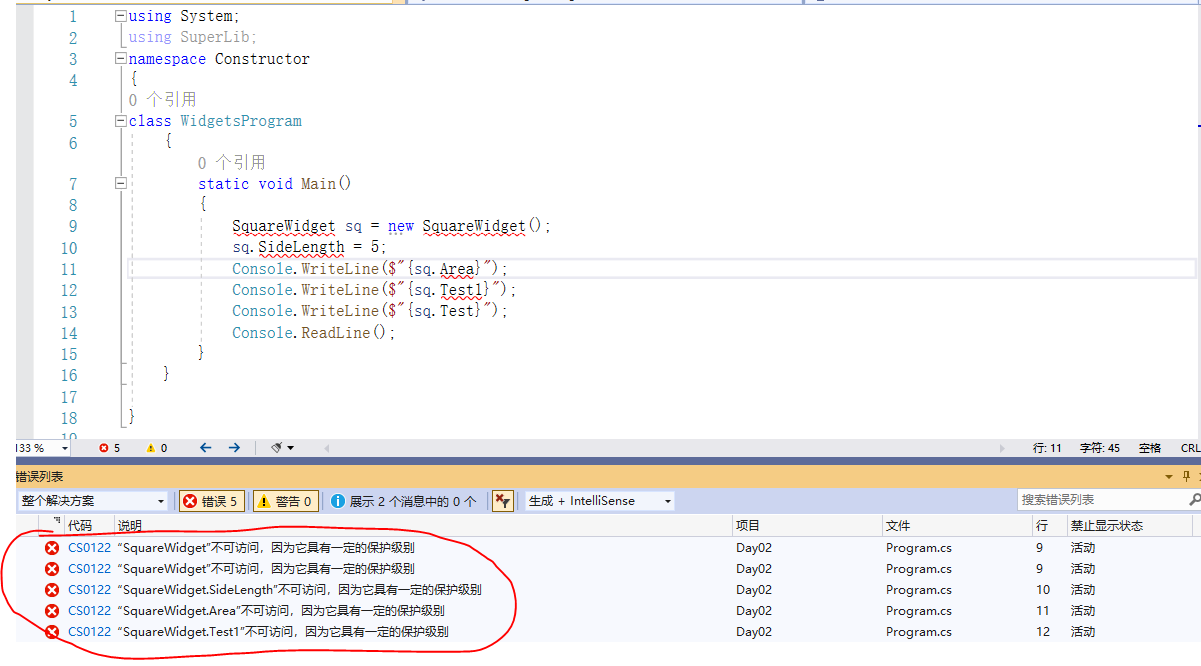 1 using System;
2 using SuperLib;
3 namespace Constructor
4 {
0 个引用
5 class WidgetsProgram
6 {
0 个引用
7 static void Main()
8 {
9 SquareWidget sq = new SquareWidget();
10 sq.SideLength = 5;
11 Console.WriteLine($"{sq.Area}");
12 Console.WriteLine($"{sq.Test1}");
13 Console.WriteLine($"{sq.Test}");
14 Console.ReadLine();
15 }
16 }
17
18 }
133 % 5 0 行: 11 字符: 45 空格 CRL
错误列表
整个解决方案 错误 5 警告 0 展示 2 个消息中的 0 个 生成 + IntelliSense 搜索错误列表
代码 说明 项目 文件 行 禁止显示状态
CS0122 “SquareWidget”不可访问，因为它具有一定的保护级别 Day02 Program.cs 9 活动
CS0122 “SquareWidget”不可访问，因为它具有一定的保护级别 Day02 Program.cs 9 活动
CS0122 “SquareWidget.SideLength”不可访问，因为它具有一定的保护级别 Day02 Program.cs 10 活动
CS0122 “SquareWidget.Area”不可访问，因为它具有一定的保护级别 Day02 Program.cs 11 活动
CS0122 “SquareWidget.Test1”不可访问，因为它具有一定的保护级别 Day02 Program.cs 12 活动